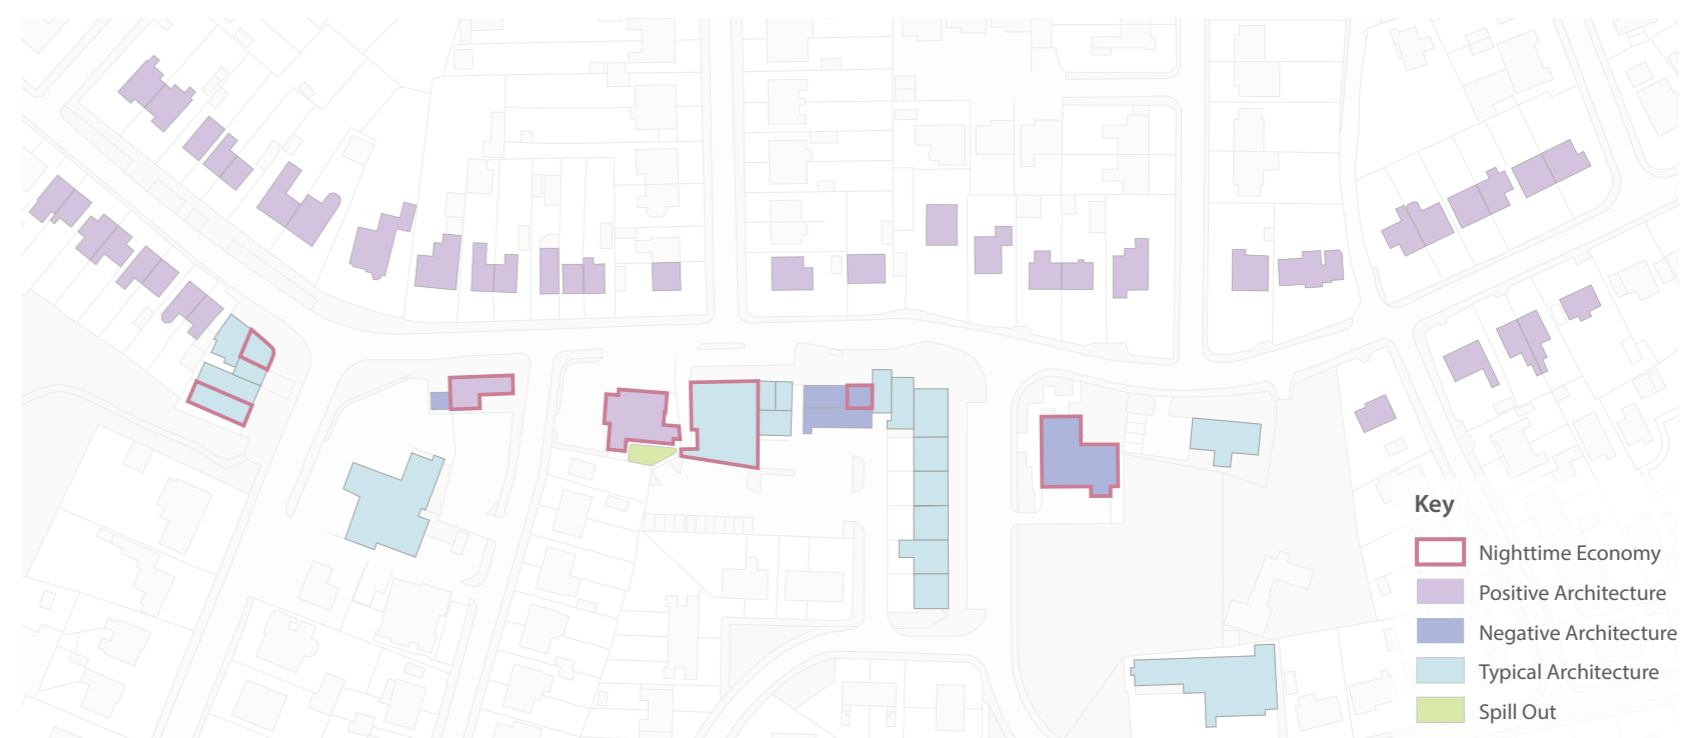 Key
Nighttime Economy
Positive Architecture
Negative Architecture
Typical Architecture
Spill Out